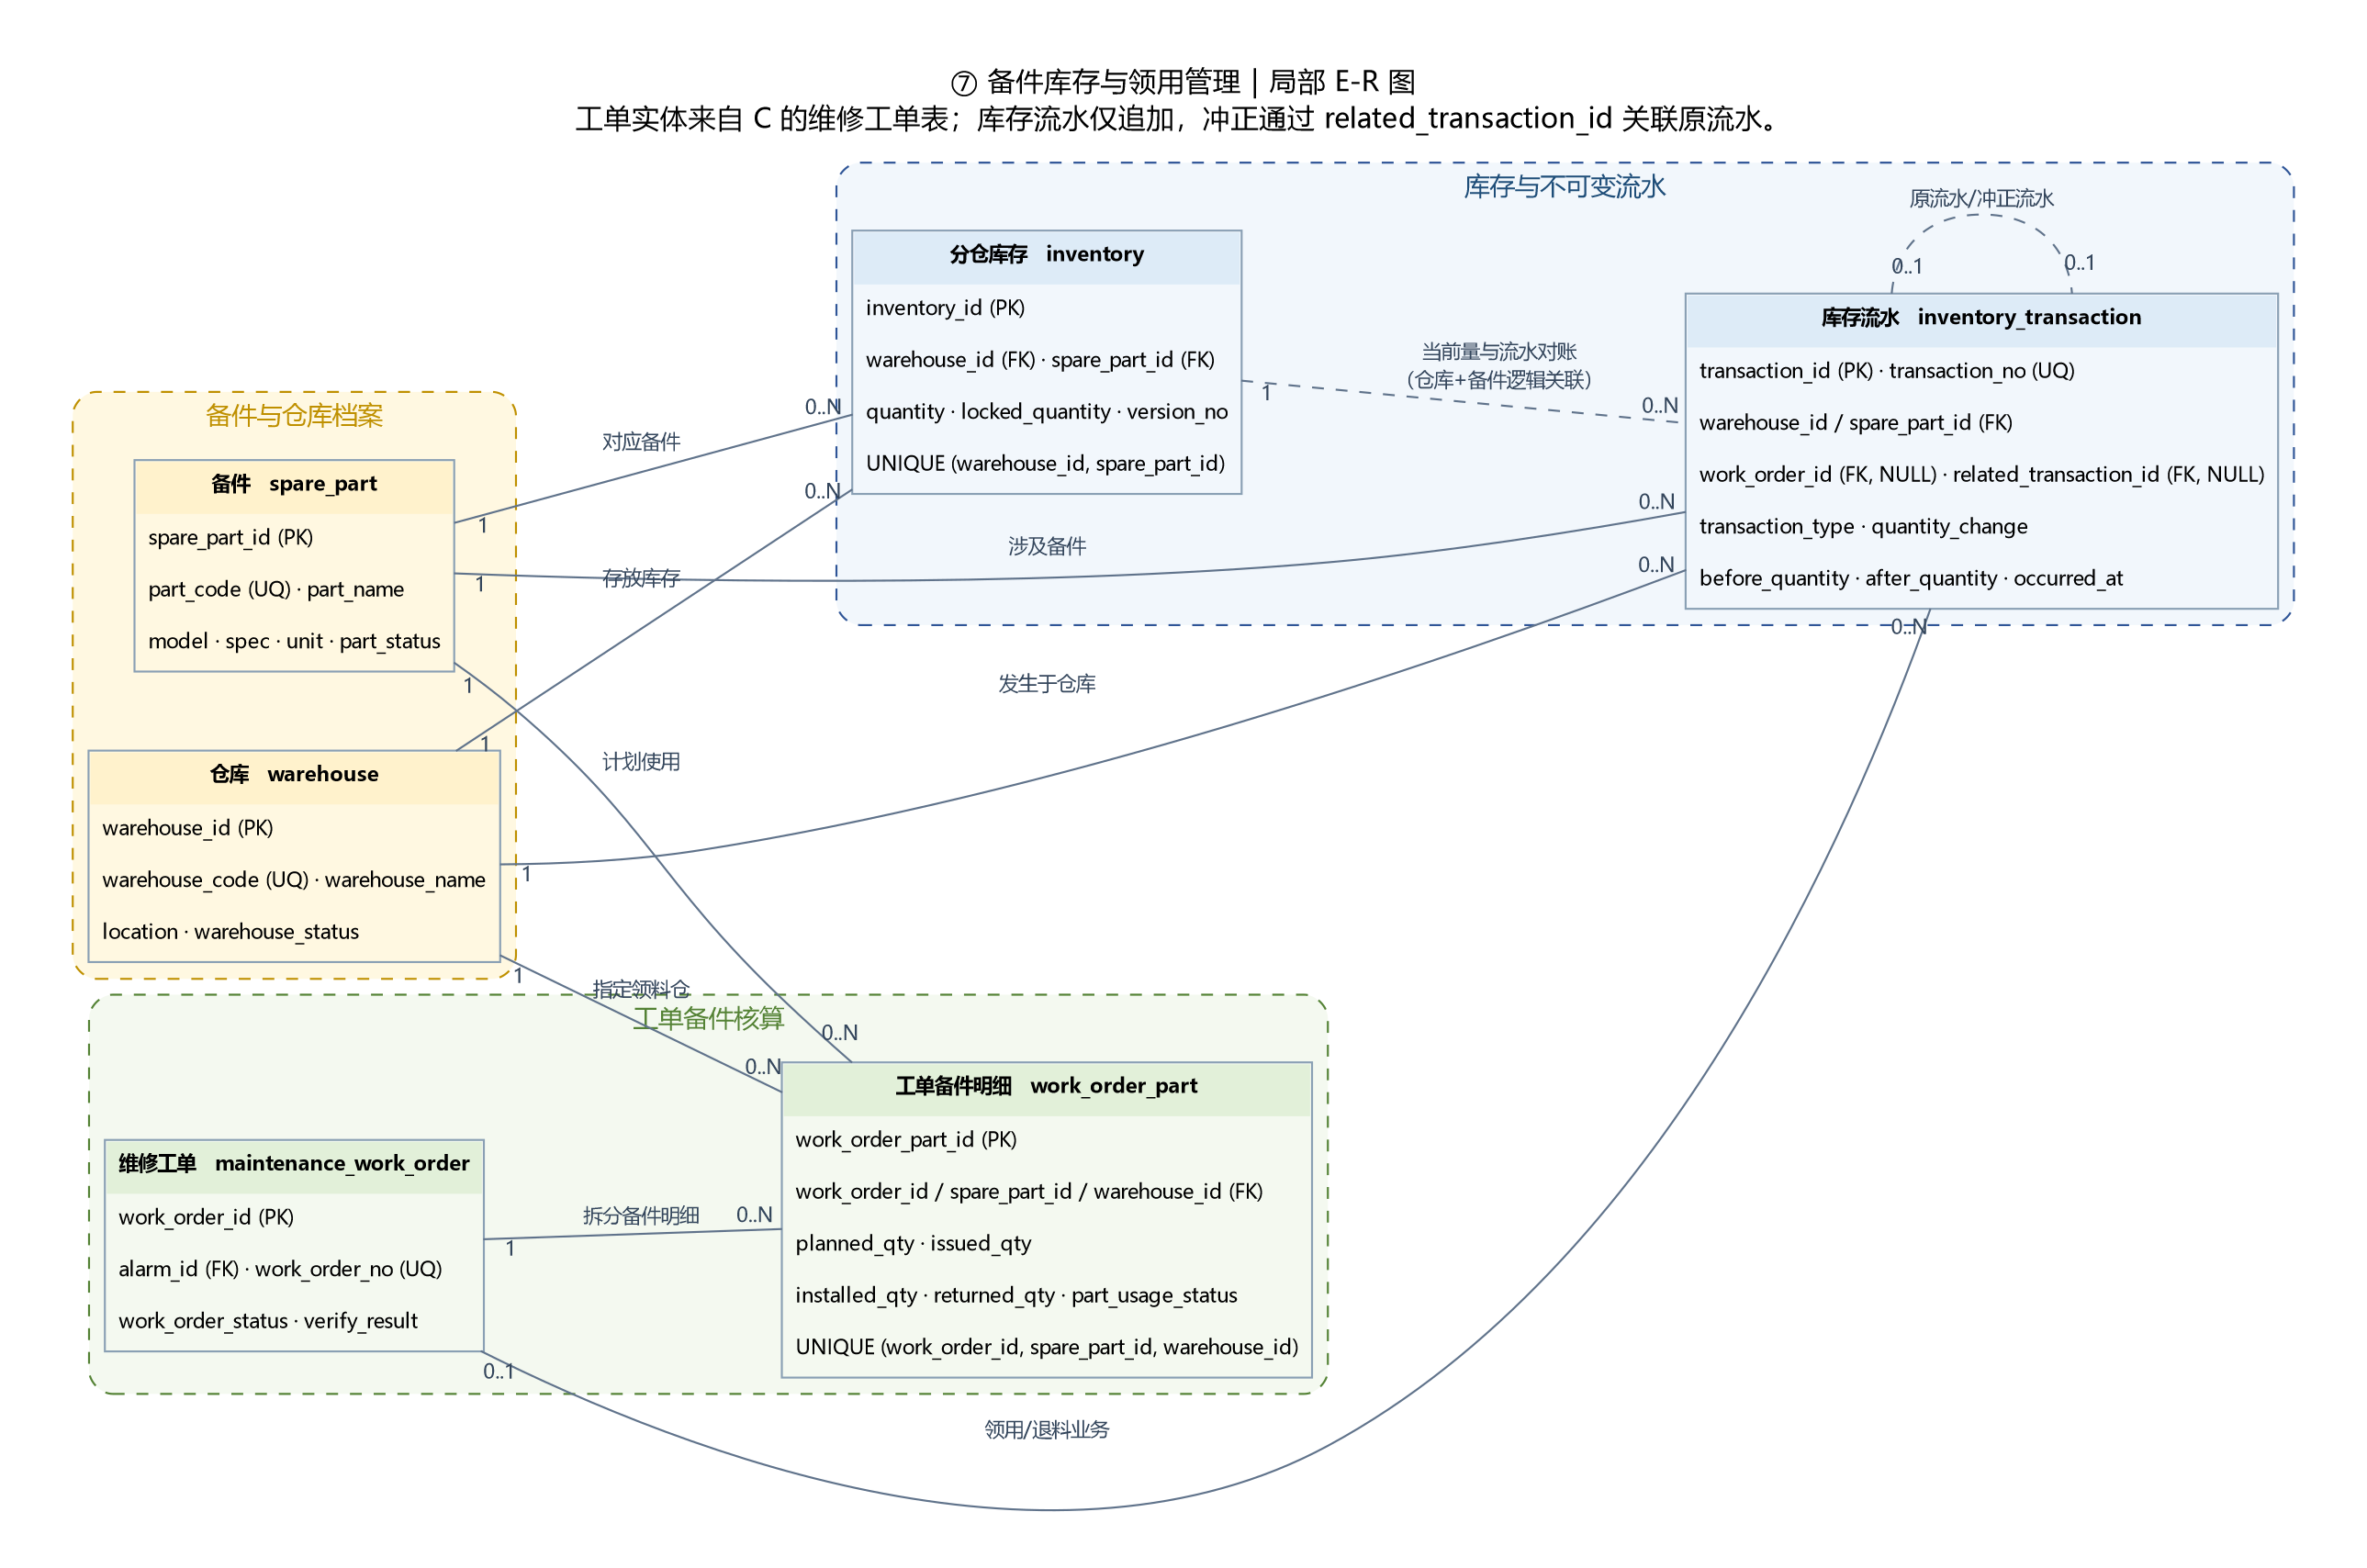 ⑦ 备件库存与领用管理 | 局部 E-R 图
工单实体来自 C 的维修工单表；库存流水仅追加，冲正通过 related_transaction_id 关联原流水。
库存与不可变流水
原流水/冲正流水
0..1
0..1
分仓库存 inventory
inventory_id (PK)
warehouse_id (FK) · spare_part_id (FK)
quantity · locked_quantity · version_no
UNIQUE (warehouse_id, spare_part_id)
当前量与流水对账
（仓库+备件逻辑关联）
1
0..N
库存流水 inventory_transaction
transaction_id (PK) · transaction_no (UQ)
warehouse_id / spare_part_id (FK)
work_order_id (FK, NULL) · related_transaction_id (FK, NULL)
transaction_type · quantity_change
before_quantity · after_quantity · occurred_at
备件与仓库档案
备件 spare_part
spare_part_id (PK)
part_code (UQ) · part_name
model · spec · unit · part_status
对应备件
1
0..N
存放库存
1
0..N
涉及备件
1
0..N
发生于仓库
1
0..N
计划使用
1
0..N
仓库 warehouse
warehouse_id (PK)
warehouse_code (UQ) · warehouse_name
location · warehouse_status
指定领料仓
1
0..N
工单备件核算
维修工单 maintenance_work_order
work_order_id (PK)
alarm_id (FK) · work_order_no (UQ)
work_order_status · verify_result
拆分备件明细
1
0..N
工单备件明细 work_order_part
work_order_part_id (PK)
work_order_id / spare_part_id / warehouse_id (FK)
planned_qty · issued_qty
installed_qty · returned_qty · part_usage_status
UNIQUE (work_order_id, spare_part_id, warehouse_id)
0..1
0..N
领用/退料业务